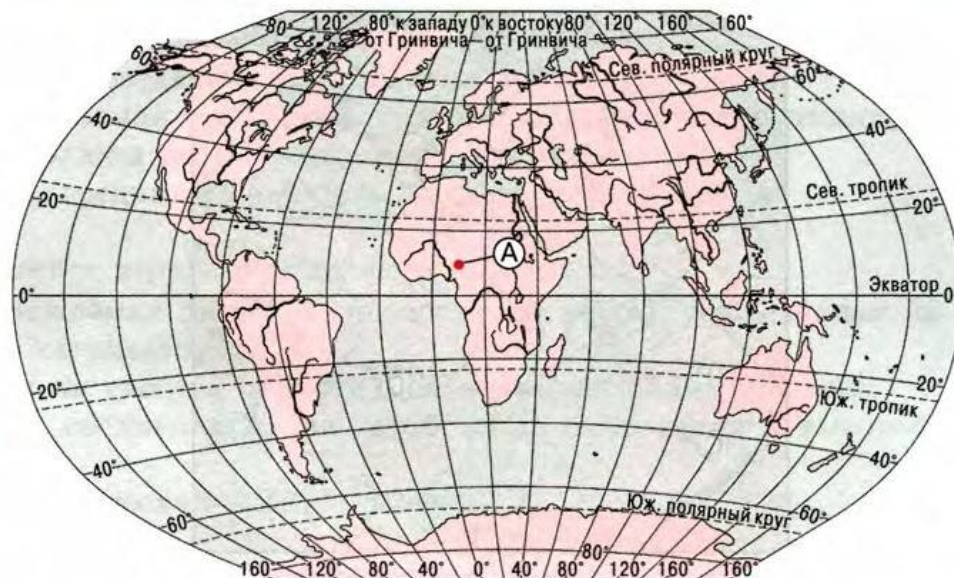 160° 120° 80° к западу 0° к востоку 80° 120° 160°
от Гринвича от Гринвича
80° 80°
60° Сев. полярный круг 60°
40° 40°
Сев. тропик
20° 20°
А
Экватор
0° 0°
20° 20°
Юж. тропик
40° 40°
Юж. полярный круг
60° 60°
80°
160° 120° 80° 40° 0° 40° 80° 120° 160°